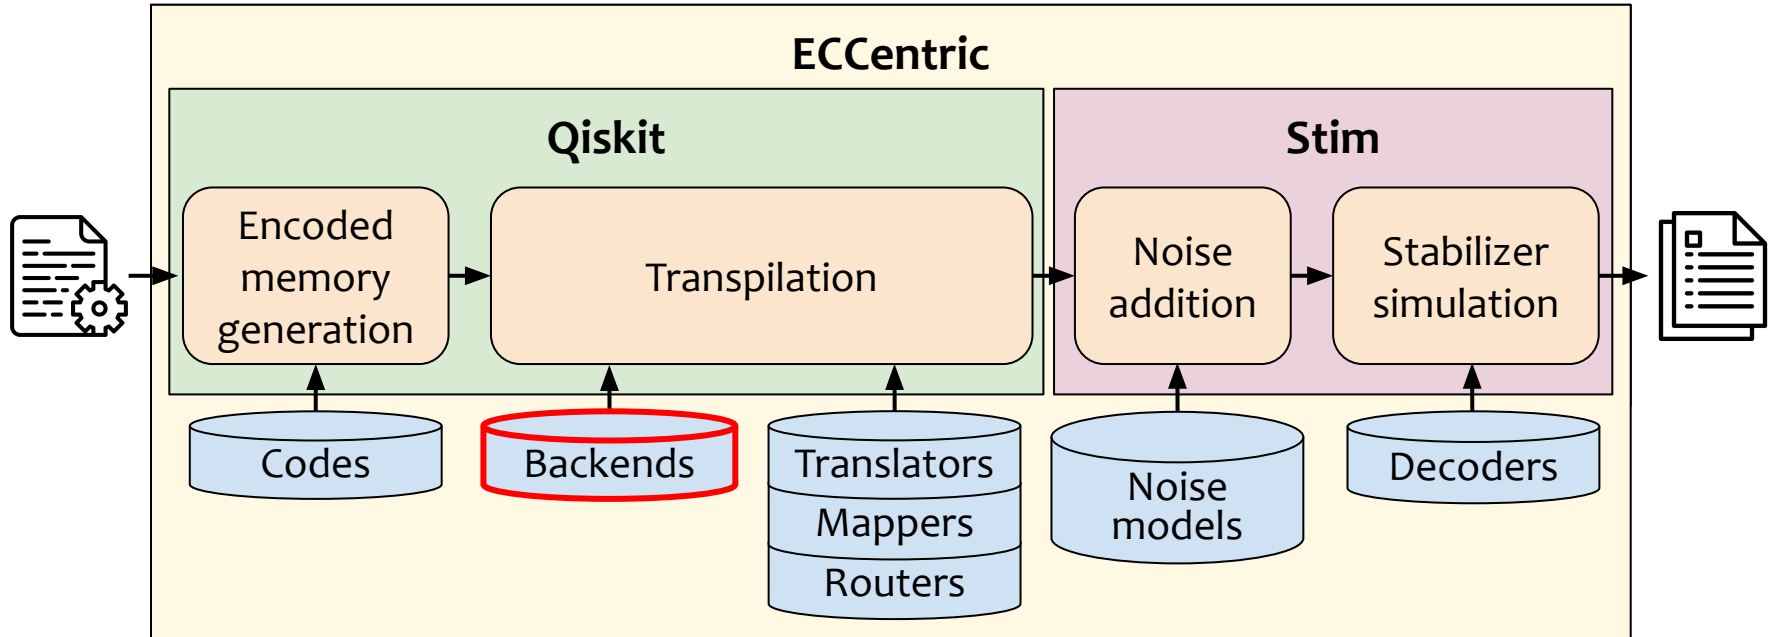 ECCentric
Qiskit
Stim
Encoded
memory
generation
Transpilation
Noise
addition
Stabilizer
simulation
Codes
Backends
Translators
Mappers
Routers
Noise
models
Decoders